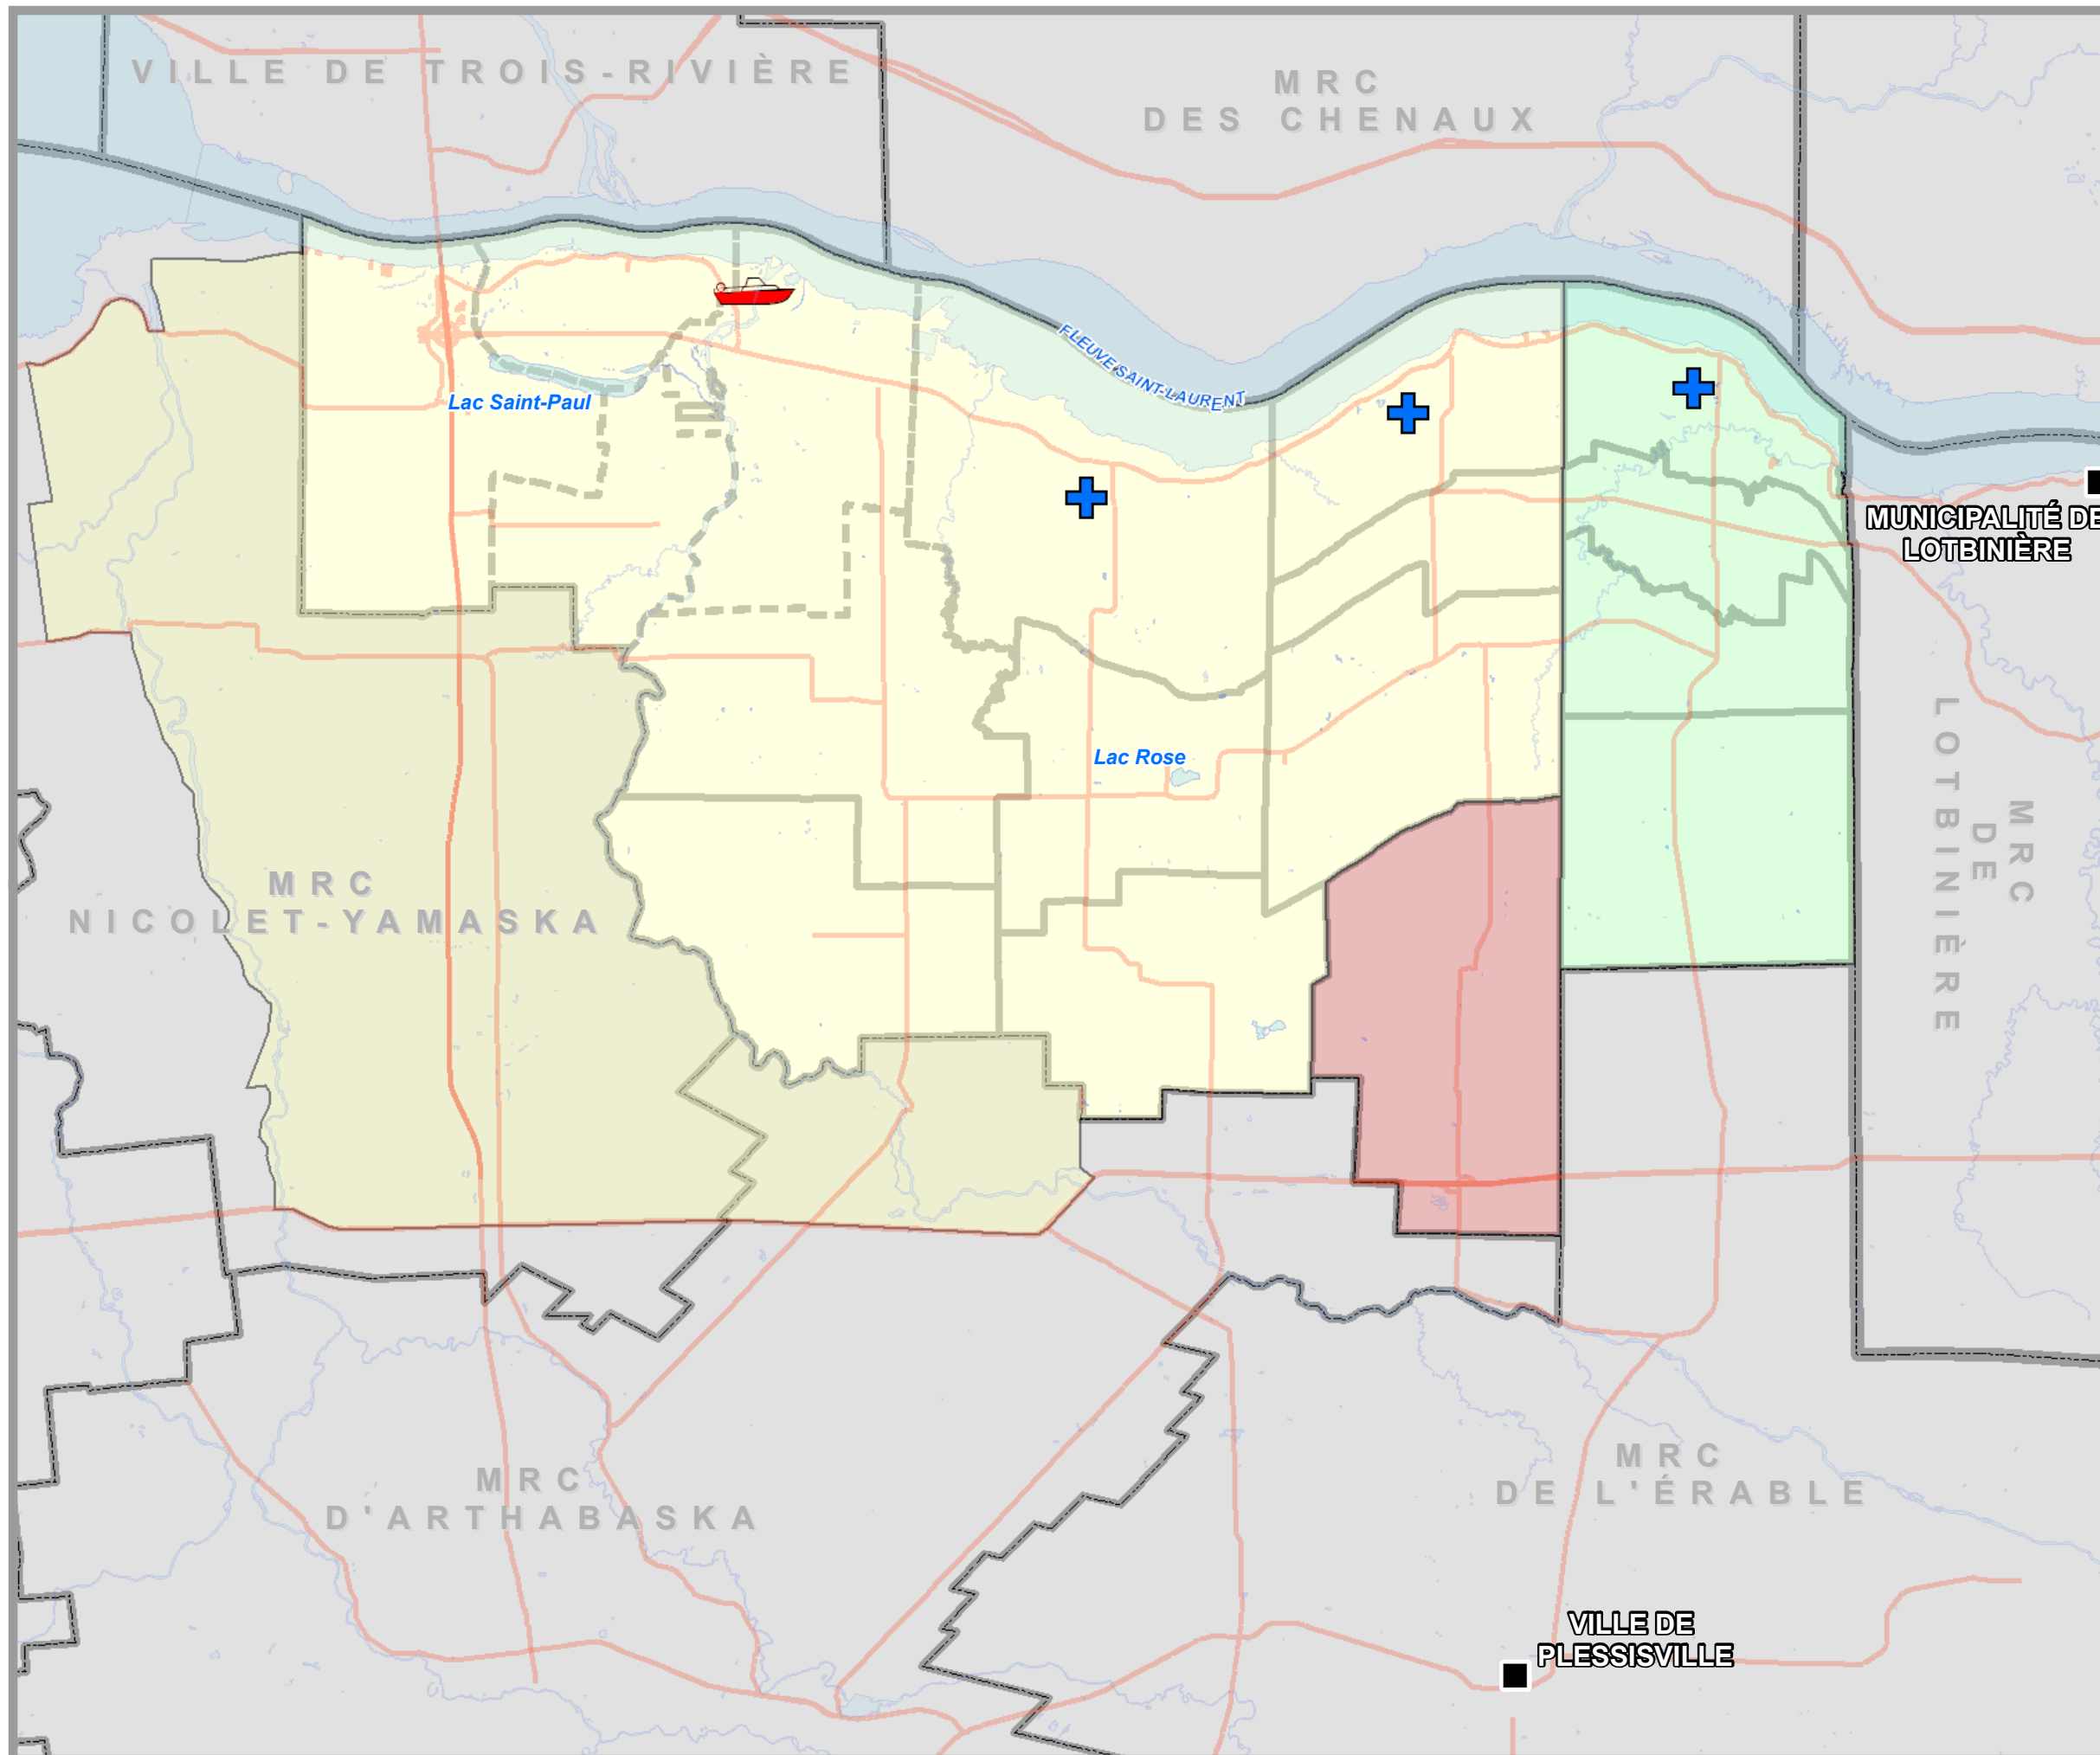 VILLE DE TROIS-RIVIÈRE
MRC
DES CHENAUX
FLEUVE SAINT-LAURENT
Lac Saint-Paul
MUNICIPALITÉ DE
LOTBINIÈRE
Lac Rose
MRC
DE
LOTBINIÈRE
MRC
NICOLET-YAMASKA
MRC
D'ARTHABASKA
MRC
DE L'ÉRABLE
VILLE DE
PLESSISVILLE